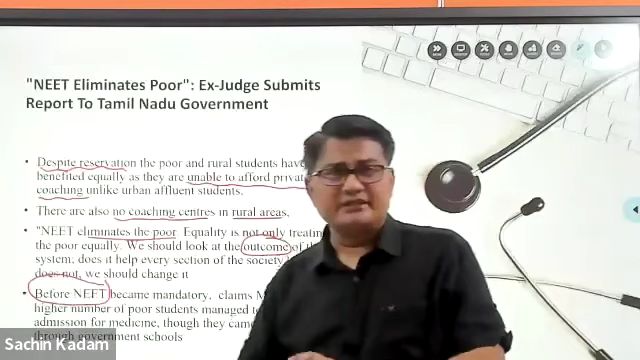 "NEET Eliminates Poor": Ex-Judge Submits
Report To Tamil Nadu Government
• Despite reservation the poor and rural students have
benefited equally as they are unable to afford private
coaching unlike urban affluent students.
• There are also no coaching centres in rural areas.
• "NEET eliminates the poor Equality is not only treating
the poor equally. We should look at the outcome of
system; does it help every section of the society
does not, we should change it
• Before NEET became mandatory, claims
higher number of poor students managed to
admission for medicine, though they came
through government schools
Sachin Kadam